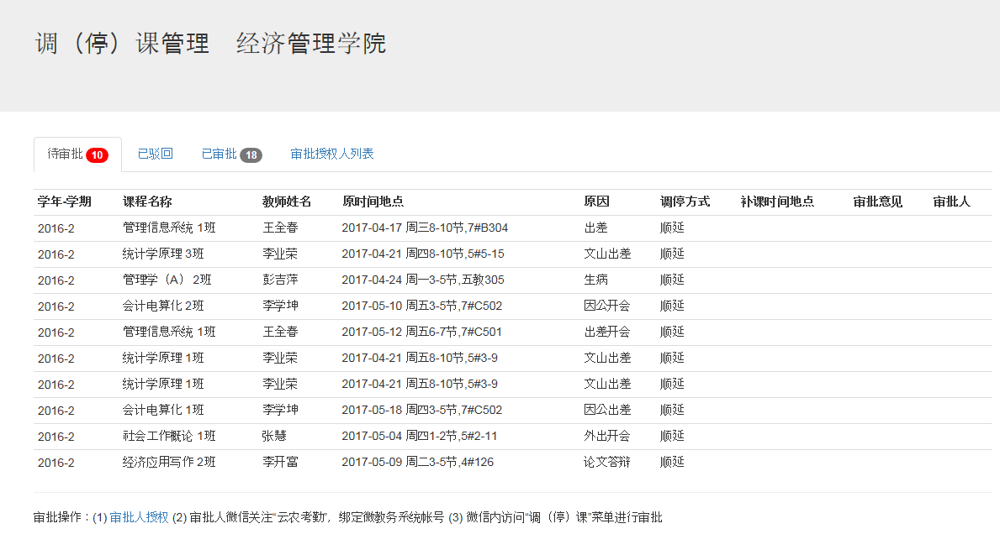 调（停）课管理　经济管理学院
待审批 10 已驳回 已审批 18 审批授权人列表
学年-学期 课程名称 教师姓名 原时间地点 原因 调停方式 补课时间地点 审批意见 审批人
2016-2 管理信息系统 1班 王全春 2017-04-17 周三8-10节,7#B304 出差 顺延
2016-2 统计学原理 3班 李业荣 2017-04-21 周四8-10节,5#5-15 文山出差 顺延
2016-2 管理学（A） 2班 彭吉萍 2017-04-24 周一3-5节,五教305 生病 顺延
2016-2 会计电算化 2班 李学坤 2017-05-10 周五3-5节,7#C502 因公开会 顺延
2016-2 管理信息系统 1班 王全春 2017-05-12 周五6-7节,7#C501 出差开会 顺延
2016-2 统计学原理 1班 李业荣 2017-04-21 周五8-10节,5#3-9 文山出差 顺延
2016-2 统计学原理 1班 李业荣 2017-04-21 周五8-10节,5#3-9 文山出差 顺延
2016-2 会计电算化 1班 李学坤 2017-05-18 周四3-5节,7#C502 因公出差 顺延
2016-2 社会工作概论 1班 张慧 2017-05-04 周四1-2节,5#2-11 外出开会 顺延
2016-2 经济应用写作 2班 李开富 2017-05-09 周二3-5节,4#126 论文答辩 顺延
审批操作：(1) 审批人授权 (2) 审批人微信关注“云农考勤”，绑定微教务系统帐号 (3) 微信内访问“调（停）课”菜单进行审批